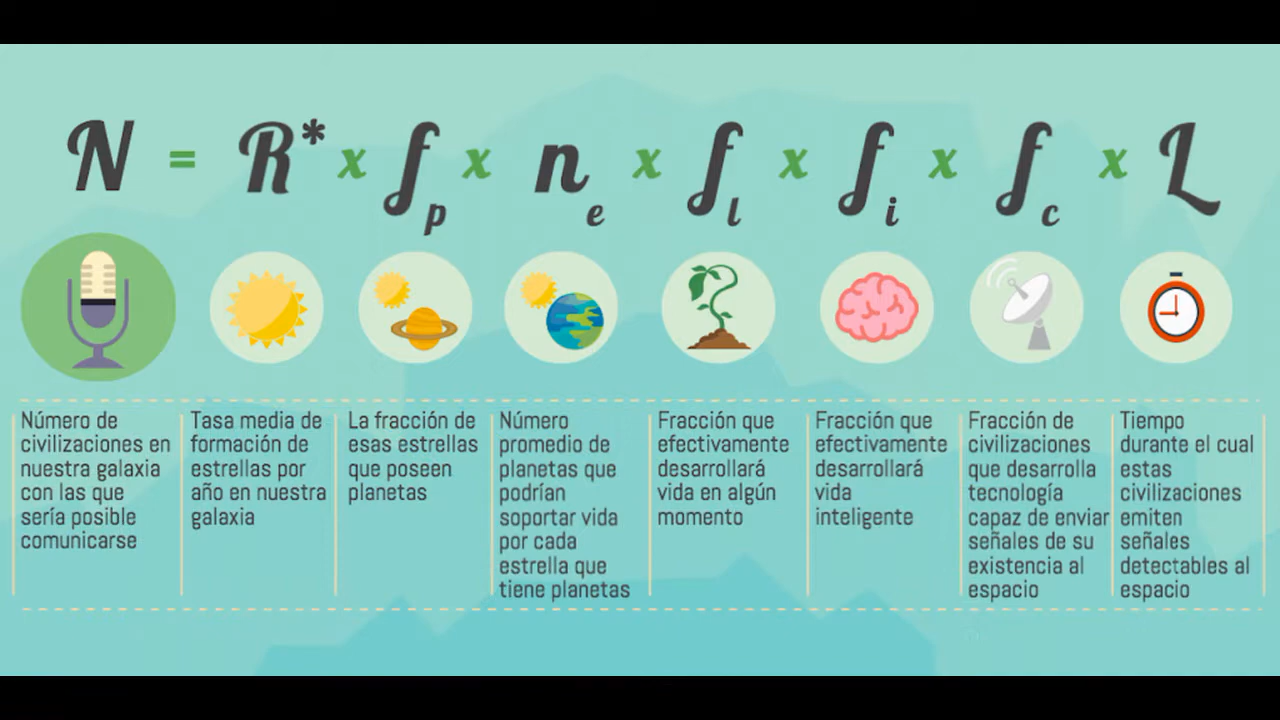 N = R* x fp x ne x fl x fi x fc x L
Número de
civilizaciones en
nuestra galaxia
con las que
sería posible
comunicarse
Tasa media de
formación de
estrellas por
año en nuestra
galaxia
La fracción de
esas estrellas
que poseen
planetas
Número
promedio de
planetas que
podrían
soportar vida
por cada
estrella que
tiene planetas
Fracción que
efectivamente
desarrollará
vida en algún
momento
Fracción que
efectivamente
desarrollará
vida
inteligente
Fracción de
civilizaciones
que desarrolla
tecnología
capaz de enviar
señales de su
existencia al
espacio
Tiempo
durante el cual
estas
civilizaciones
emiten
señales
detectables al
espacio